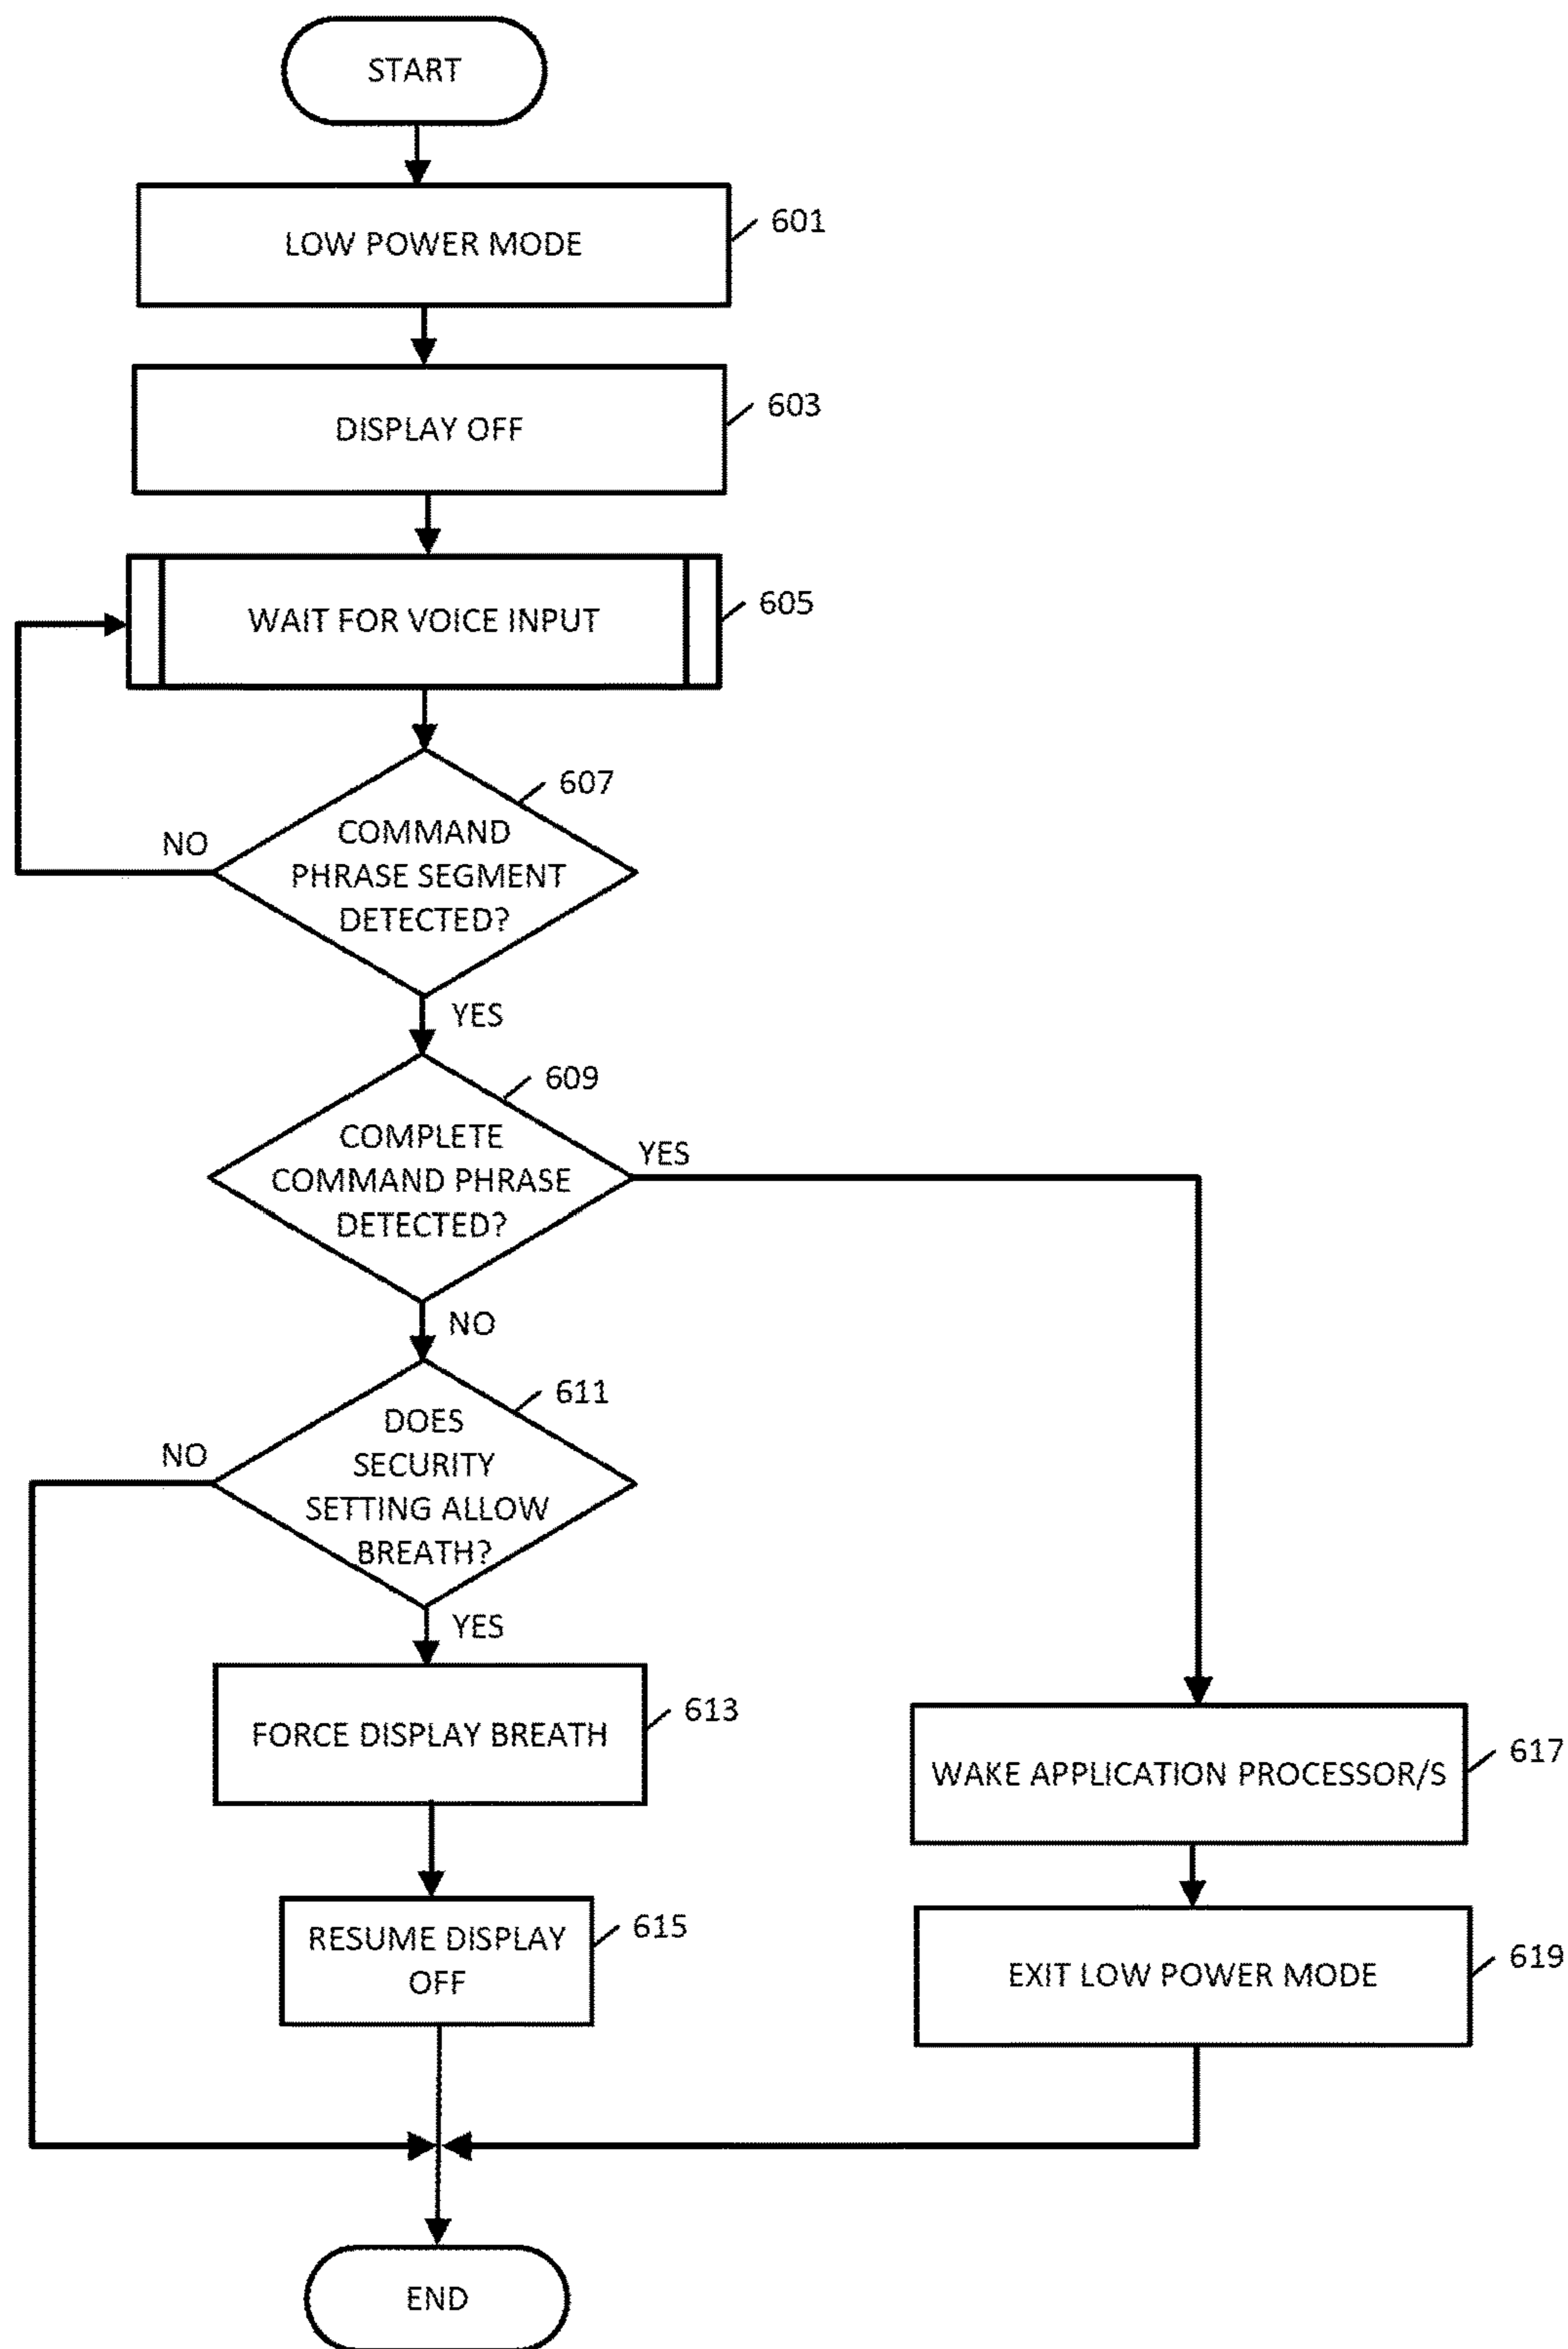 START
LOW POWER MODE
601
DISPLAY OFF
603
WAIT FOR VOICE INPUT
605
607
COMMAND
PHRASE SEGMENT
DETECTED?
NO
YES
609
COMPLETE
COMMAND PHRASE
DETECTED?
YES
NO
611
DOES
SECURITY
SETTING ALLOW
BREATH?
NO
YES
FORCE DISPLAY BREATH
613
RESUME DISPLAY
OFF
615
WAKE APPLICATION PROCESSOR/S
617
EXIT LOW POWER MODE
619
END